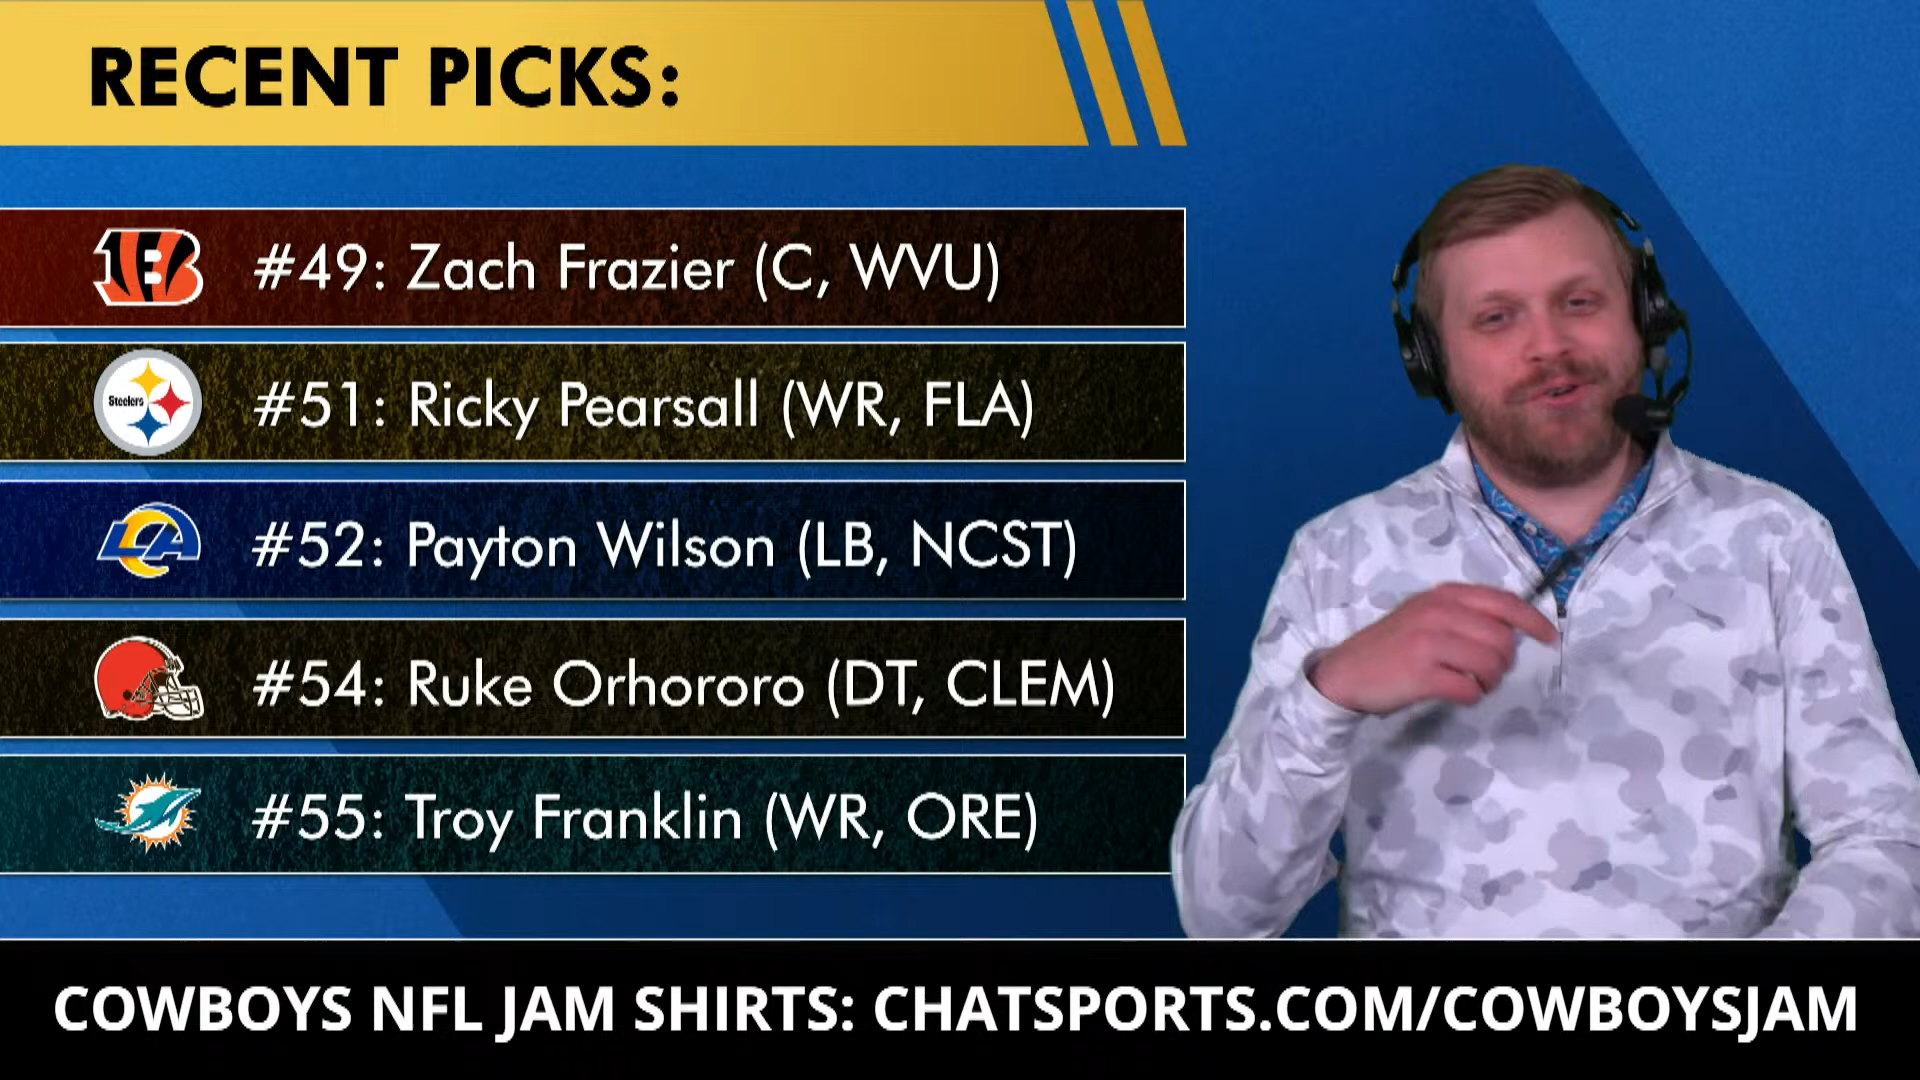 RECENT PICKS:
#49: Zach Frazier (C, WVU)
Steelers
#51: Ricky Pearsall (WR, FLA)
#52: Payton Wilson (LB, NCST)
#54: Ruke Orhororo (DT, CLEM)
#55: Troy Franklin (WR, ORE)
COWBOYS NFL JAM SHIRTS: CHATSPORTS.COM/COWBOYSJAM